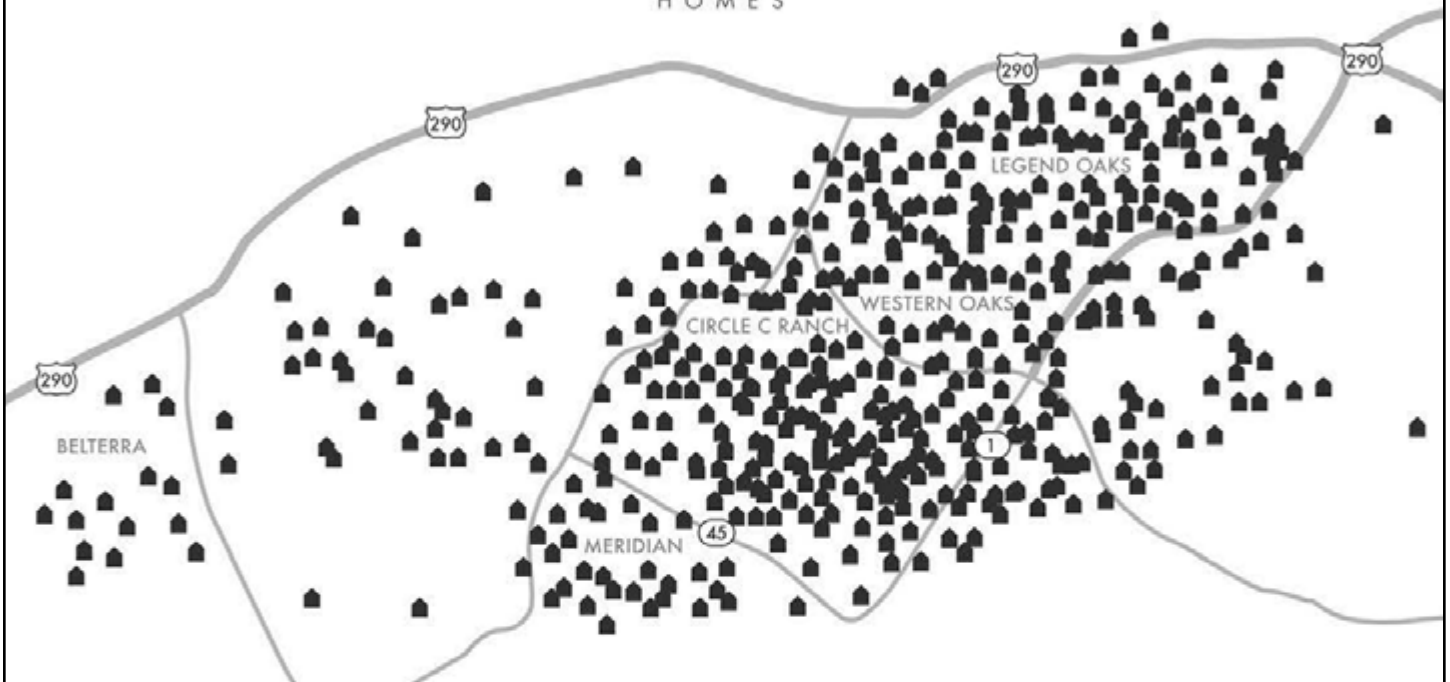 HOMES
290
290
290
LEGEND OAKS
WESTERN OAKS
CIRCLE C RANCH
290
BELTERRA
1
45
MERIDIAN